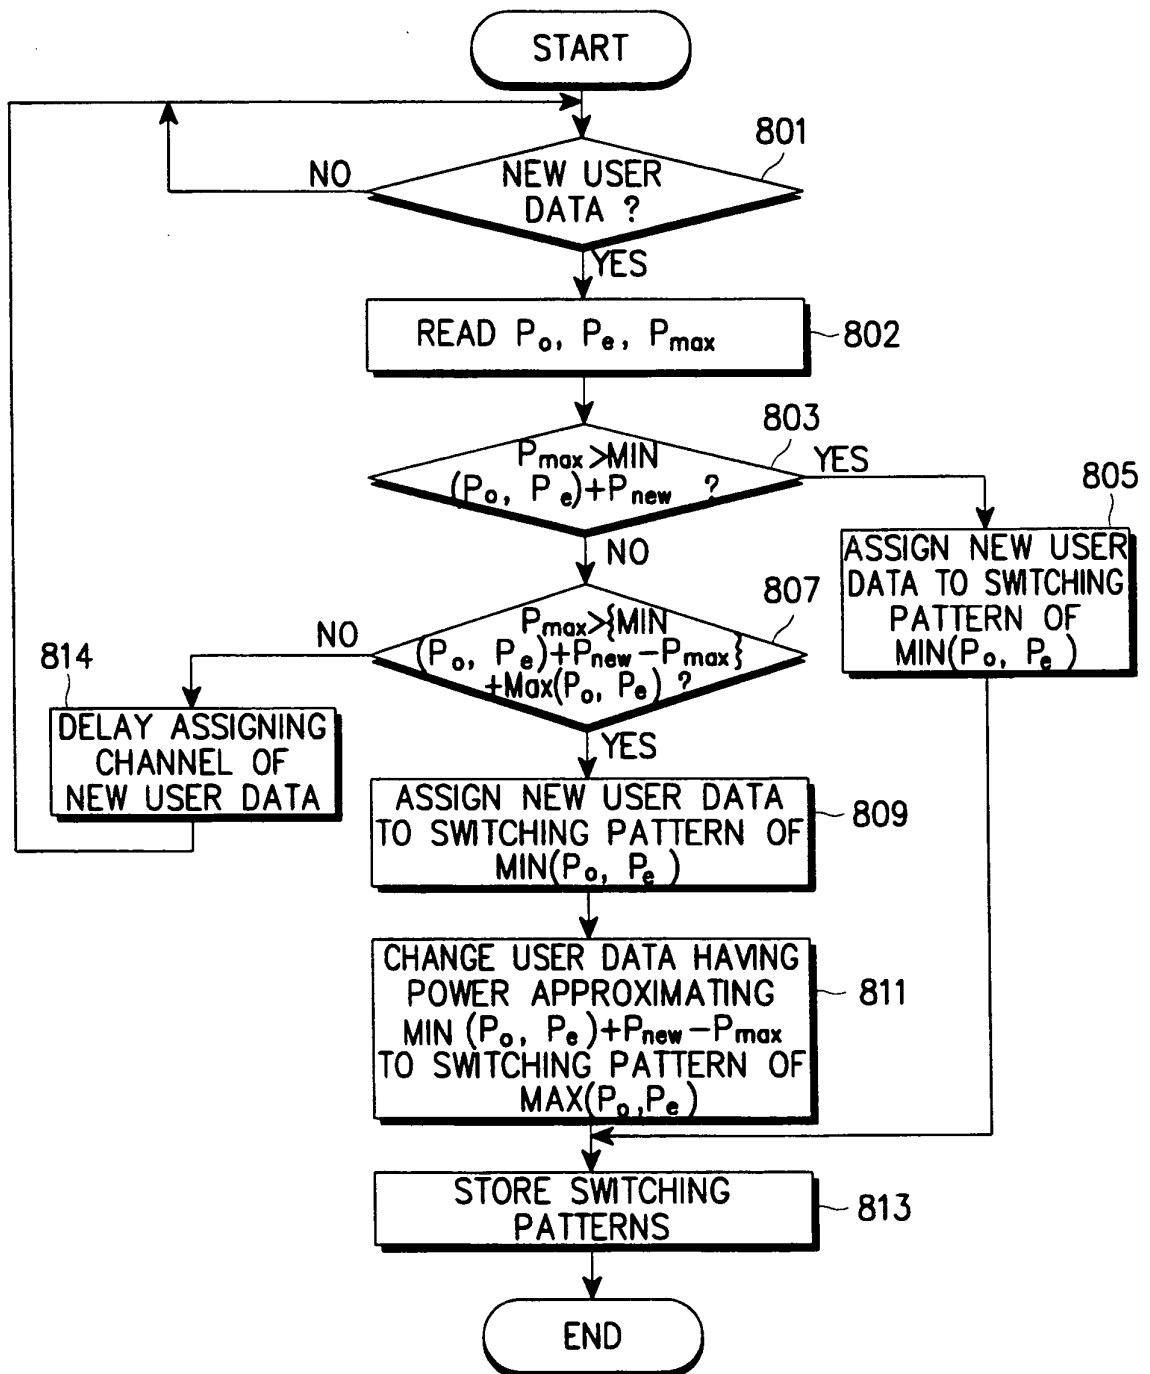 START
801
NO
NEW USER
DATA ?
YES
READ Po, Pe, Pmax
802
803
Pmax>MIN
(Po, Pe)+Pnew ?
YES
805
NO
ASSIGN NEW USER
DATA TO SWITCHING
PATTERN OF
MIN(Po, Pe)
807
NO
Pmax>{MIN
(Po, Pe)+Pnew-Pmax}
+Max(Po, Pe) ?
814
YES
DELAY ASSIGNING
CHANNEL OF
NEW USER DATA
ASSIGN NEW USER DATA
TO SWITCHING PATTERN OF
MIN(Po, Pe)
809
CHANGE USER DATA HAVING
POWER APPROXIMATING
MIN (Po, Pe)+Pnew-Pmax
TO SWITCHING PATTERN OF
MAX(Po,Pe)
811
STORE SWITCHING
PATTERNS
813
END